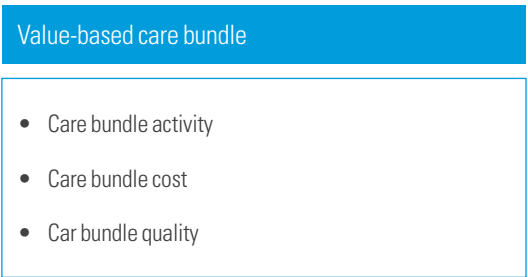 Value-based care bundle
• Care bundle activity
• Care bundle cost
• Car bundle quality